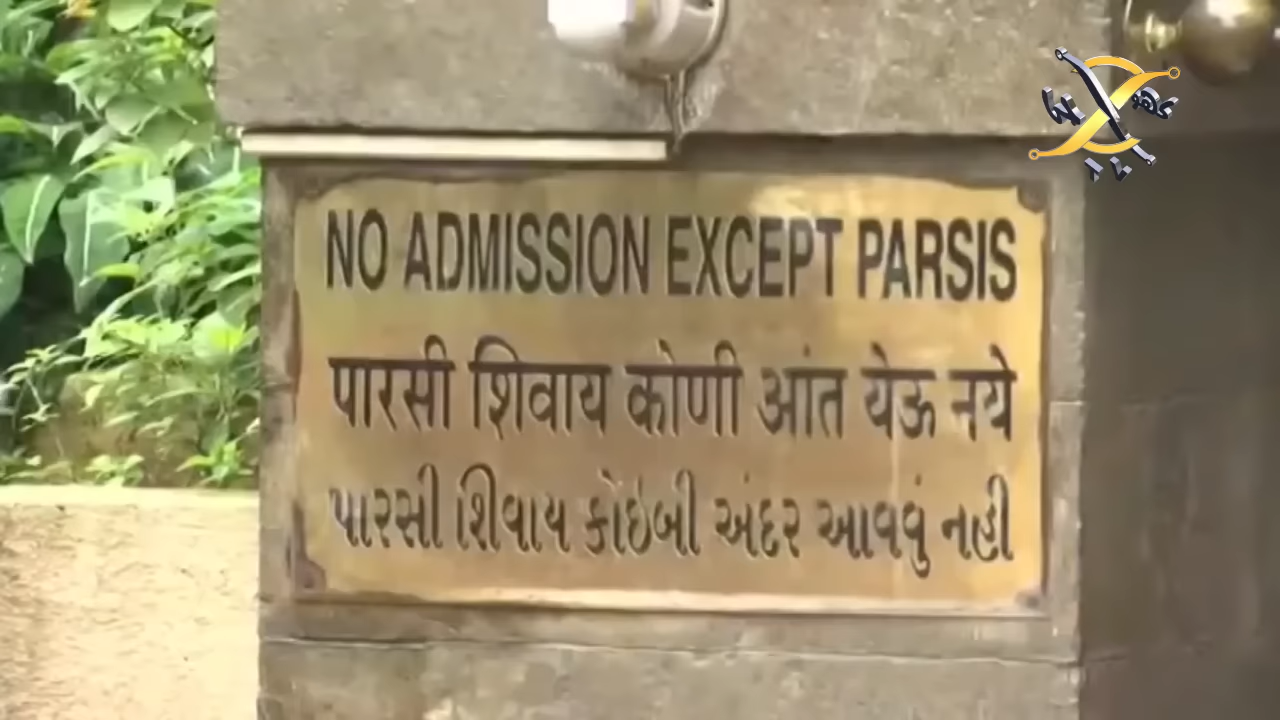 NO ADMISSION EXCEPT PARSIS
पारसी शिवाय कोणी आंत येऊ नये
પારસી શિવાય કોઇબી અંદર આવવું નહી